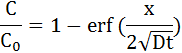 C/C₀ = 1 − erf (x/2√Dt)